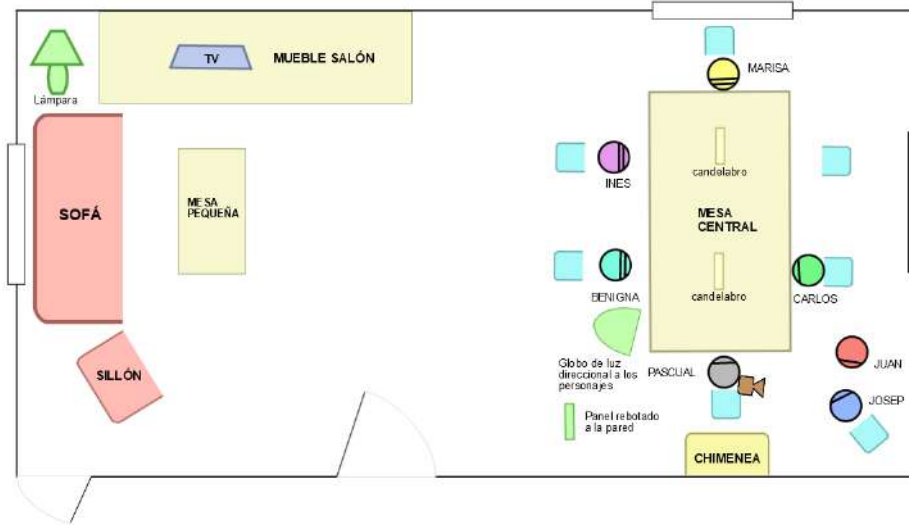 TV
MUEBLE SALÓN
Lámpara
SOFÁ
MESA
PEQUEÑA
SILLÓN
MARISA
INES
candelabro
MESA
CENTRAL
BENIGNA
candelabro
CARLOS
Globo de luz
direccional a los
personajes
PASCUAL
JUAN
JOSEP
Panel rebotado
a la pared
CHIMENEA